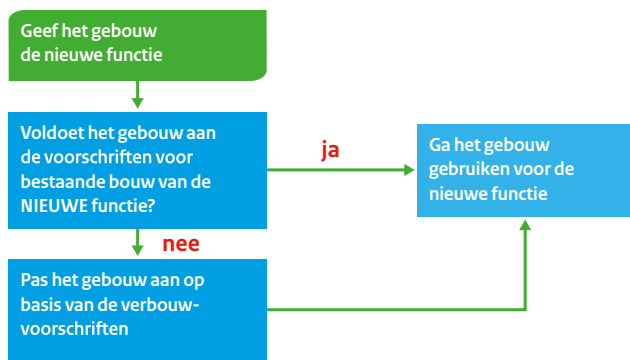 Geef het gebouw
de nieuwe functie
Voldoet het gebouw aan
de voorschriften voor
bestaande bouw van de
NIEUWE functie?
ja
Ga het gebouw
gebruiken voor de
nieuwe functie
nee
Pas het gebouw aan op
basis van de verbouw-
voorschriften